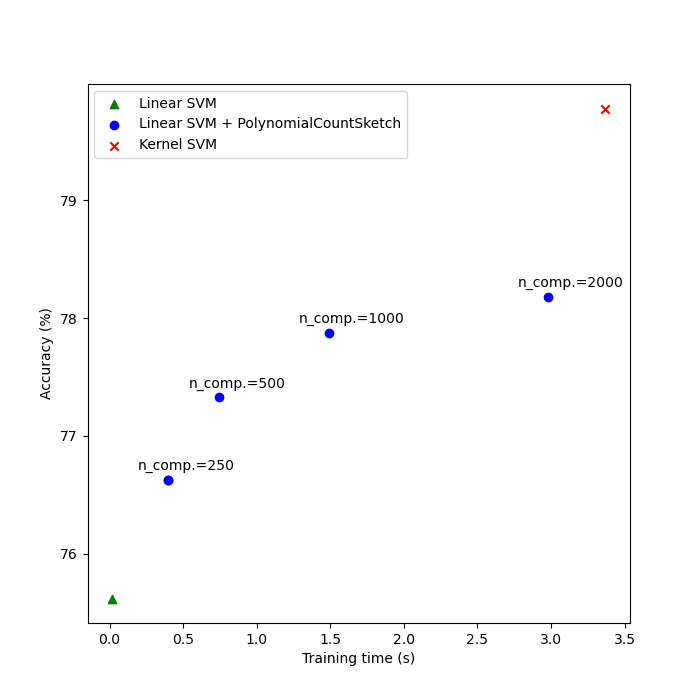 Linear SVM
Linear SVM + PolynomialCountSketch
Kernel SVM
79
78
77
76
Accuracy (%)
n_comp.=2000
n_comp.=1000
n_comp.=500
n_comp.=250
0.0 0.5 1.0 1.5 2.0 2.5 3.0 3.5
Training time (s)